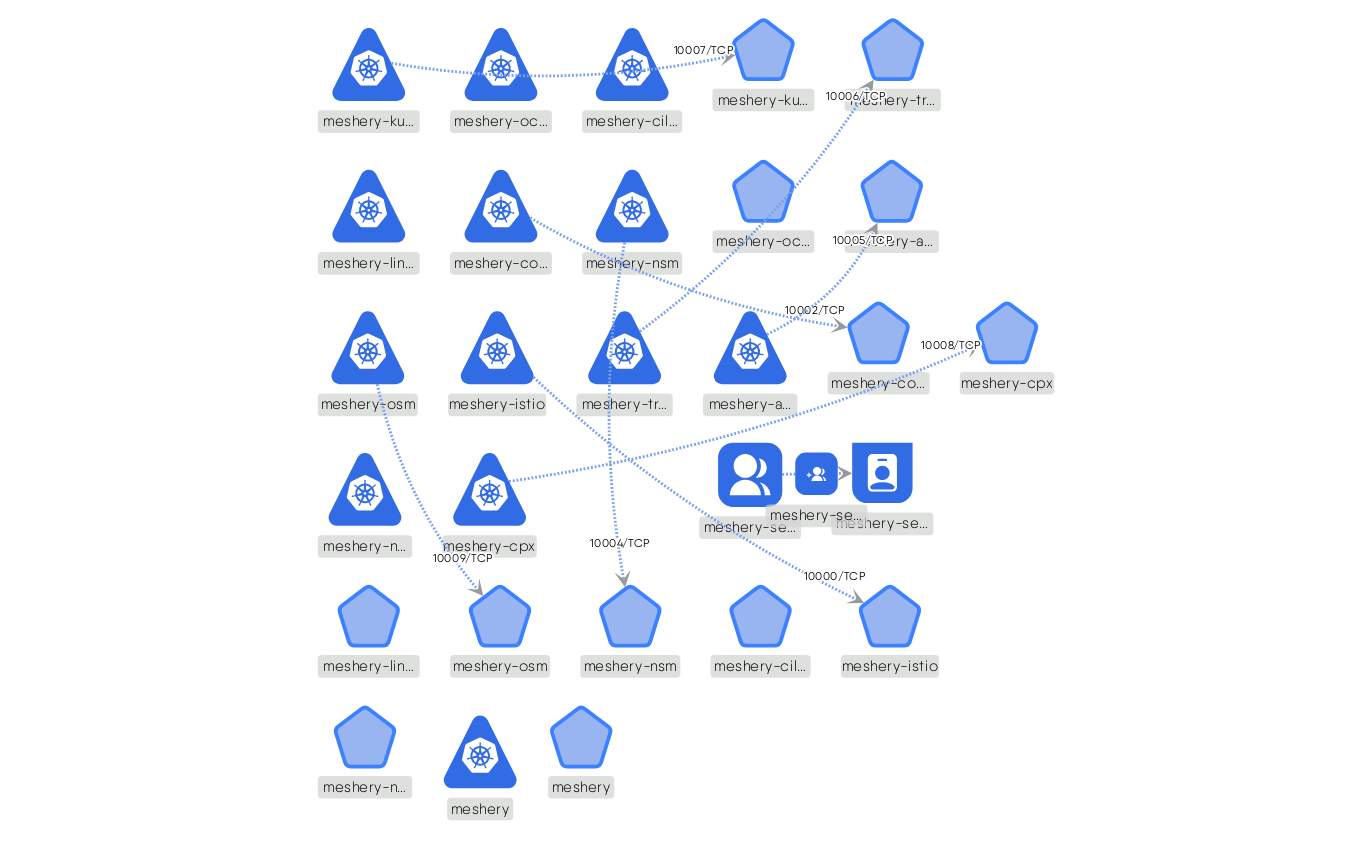 10007/TCP
meshery-ku...
meshery-oc...
meshery-cil...
meshery-ku...
10006/TCP
meshery-tr...
meshery-lin...
meshery-co...
meshery-nsm
meshery-oc...
10005/TCP
meshery-a...
10002/TCP
10008/TCP
meshery-osm
meshery-istio
meshery-tr...
meshery-a...
meshery-co...
meshery-cpx
meshery-se...
meshery-se...
meshery-se...
meshery-n...
meshery-cpx
10009/TCP
10004/TCP
10000/TCP
meshery-lin...
meshery-osm
meshery-nsm
meshery-cil...
meshery-istio
meshery-n...
meshery
meshery